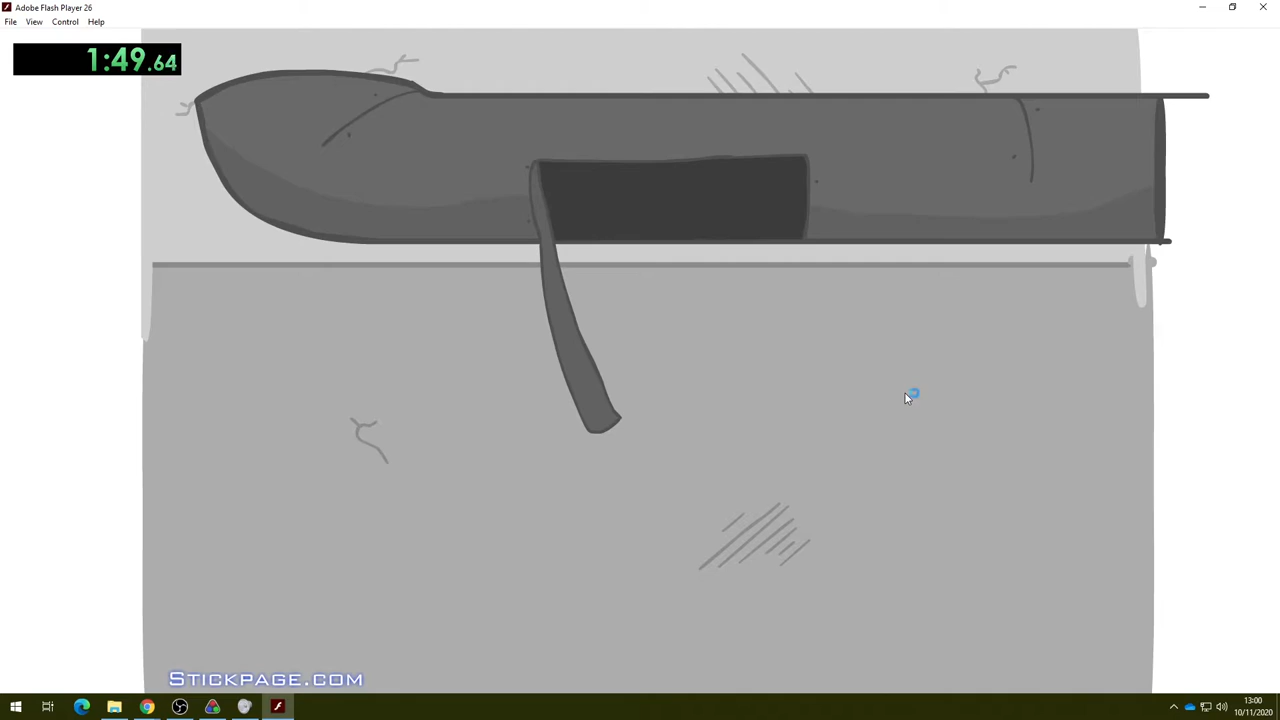 Adobe Flash Player 26
File View Control Help
1:49.64
STICKPAGE.COM
13:00
10/11/2020